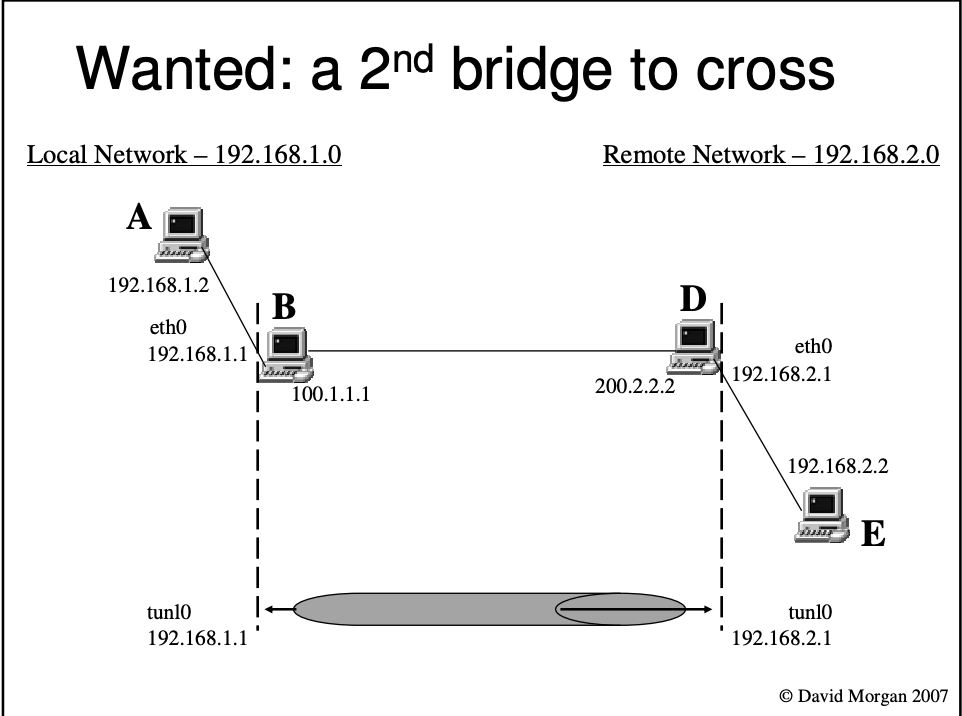 Wanted: a 2nd bridge to cross
Local Network – 192.168.1.0
Remote Network – 192.168.2.0
A
192.168.1.2
B
D
eth0
192.168.1.1
100.1.1.1
200.2.2.2
eth0
192.168.2.1
192.168.2.2
E
tunl0
192.168.1.1
tunl0
192.168.2.1
© David Morgan 2007